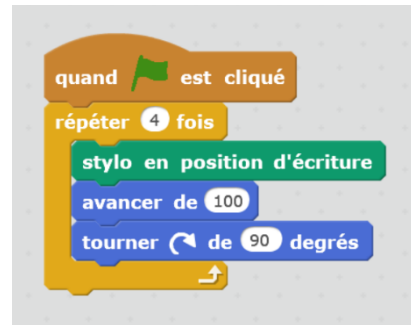 quand est cliqué
répéter 4 fois
stylo en position d'écriture
avancer de 100
tourner de 90 degrés